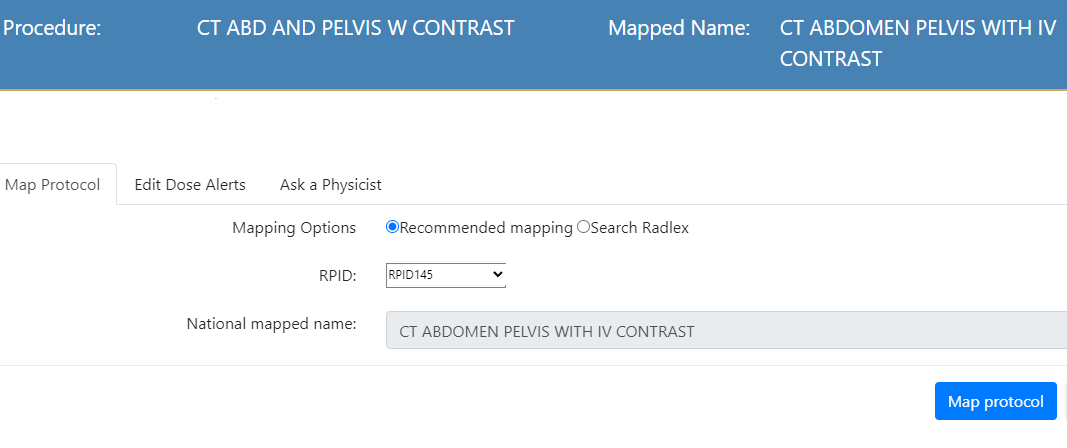 Procedure: CT ABD AND PELVIS W CONTRAST Mapped Name: CT ABDOMEN PELVIS WITH IV
CONTRAST
Map Protocol Edit Dose Alerts Ask a Physicist
Mapping Options Recommended mapping Search Radlex
RPID: RPID145
National mapped name: CT ABDOMEN PELVIS WITH IV CONTRAST
Map protocol